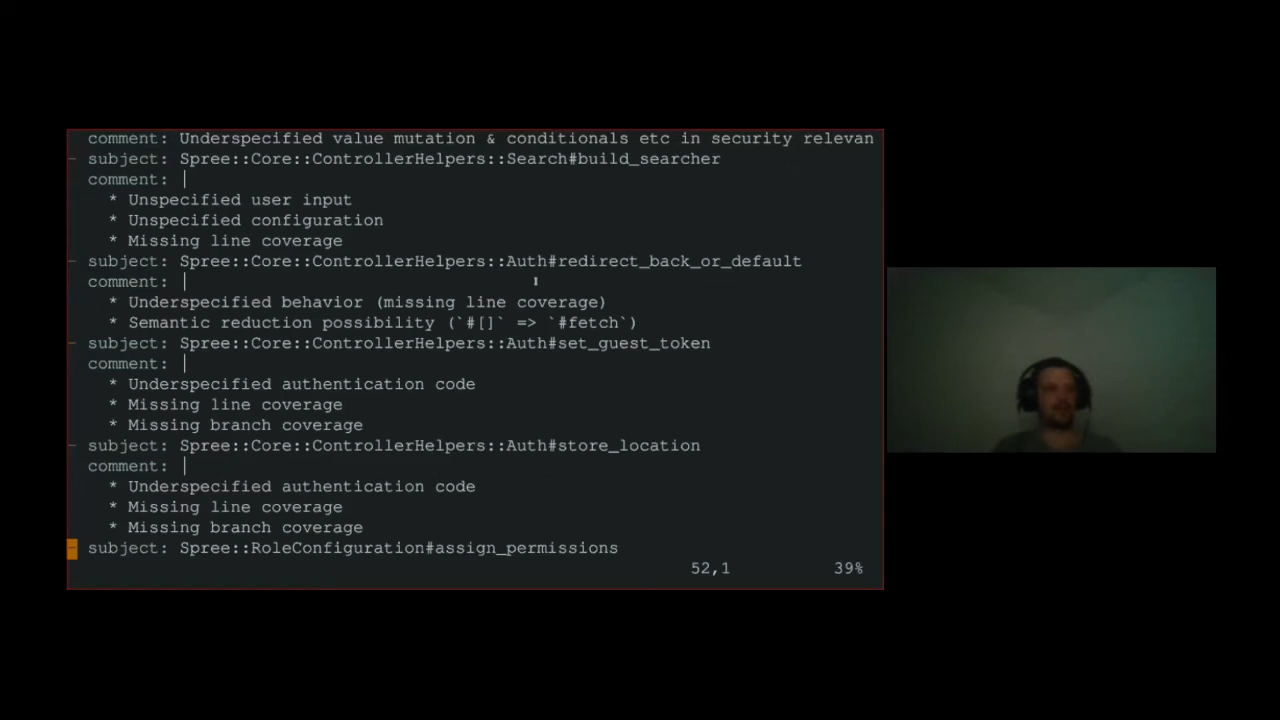 comment: Underspecified value mutation & conditionals etc in security relevan
- subject: Spree::Core::ControllerHelpers::Search#build_searcher
comment: |
* Unspecified user input
* Unspecified configuration
* Missing line coverage
- subject: Spree::Core::ControllerHelpers::Auth#redirect_back_or_default
comment: |
* Underspecified behavior (missing line coverage)
* Semantic reduction possibility (`#[]` => `#fetch`)
- subject: Spree::Core::ControllerHelpers::Auth#set_guest_token
comment: |
* Underspecified authentication code
* Missing line coverage
* Missing branch coverage
- subject: Spree::Core::ControllerHelpers::Auth#store_location
comment: |
* Underspecified authentication code
* Missing line coverage
* Missing branch coverage
- subject: Spree::RoleConfiguration#assign_permissions
52,1 39%